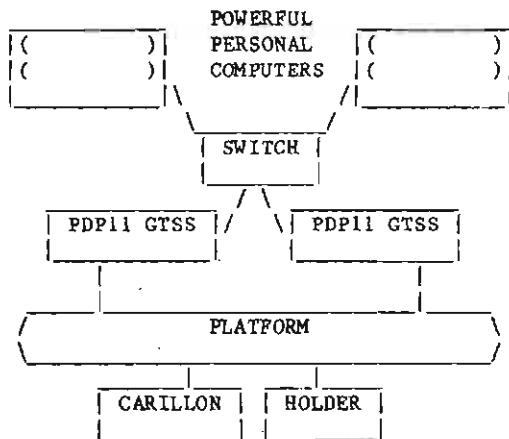 POWERFUL
PERSONAL
COMPUTERS
SWITCH
PDP11 GTSS
PDP11 GTSS
PLATFORM
CARILLON
HOLDER